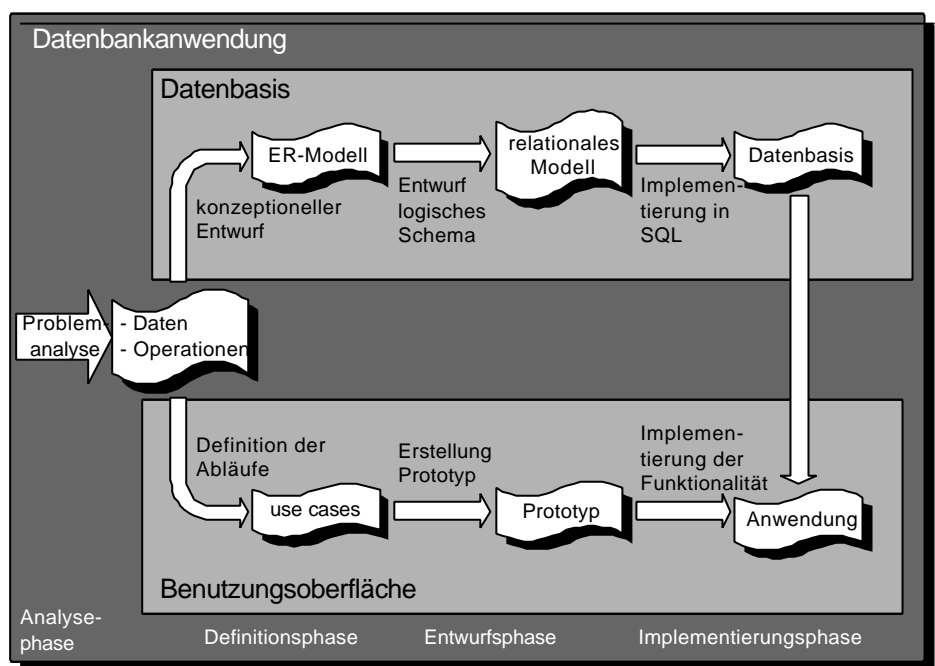 Datenbankanwendung
Datenbasis
ER-Modell
relationales
Modell
Datenbasis
konzeptioneller
Entwurf
Entwurf
logisches
Schema
Implemen-
tierung in
SQL
Problem-
analyse
- Daten
- Operationen
Definition der
Abläufe
Erstellung
Prototyp
Implemen-
tierung der
Funktionalität
use cases
Prototyp
Anwendung
Benutzungsoberfläche
Analyse-
phase
Definitionsphase
Entwurfsphase
Implementierungsphase